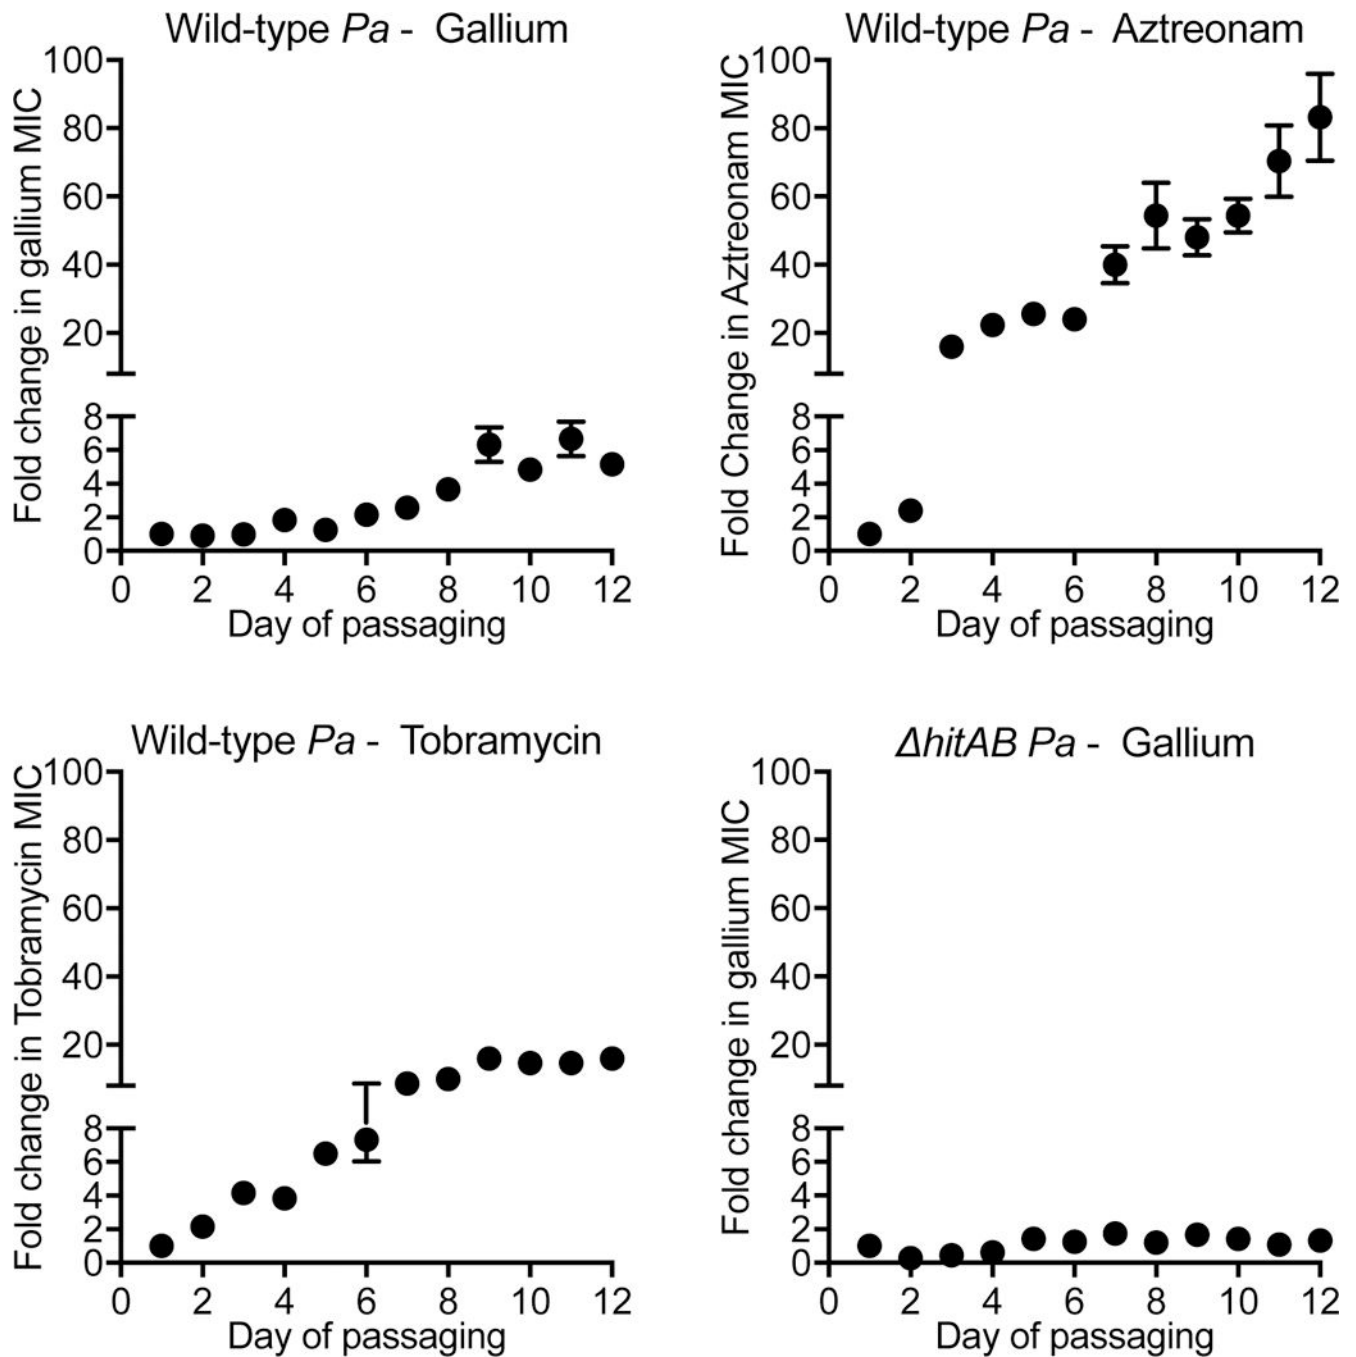 Wild-type Pa - Gallium
Fold change in gallium MIC
100
80
60
40
20
8
6
4
2
0
0 2 4 6 8 10 12
Day of passaging
Wild-type Pa - Aztreonam
Fold Change in Aztreonam MIC
100
80
60
40
20
8
6
4
2
0
0 2 4 6 8 10 12
Day of passaging
Wild-type Pa - Tobramycin
Fold change in Tobramycin MIC
100
80
60
40
20
8
6
4
2
0
0 2 4 6 8 10 12
Day of passaging
ΔhitAB Pa - Gallium
Fold change in gallium MIC
100
80
60
40
20
8
6
4
2
0
0 2 4 6 8 10 12
Day of passaging